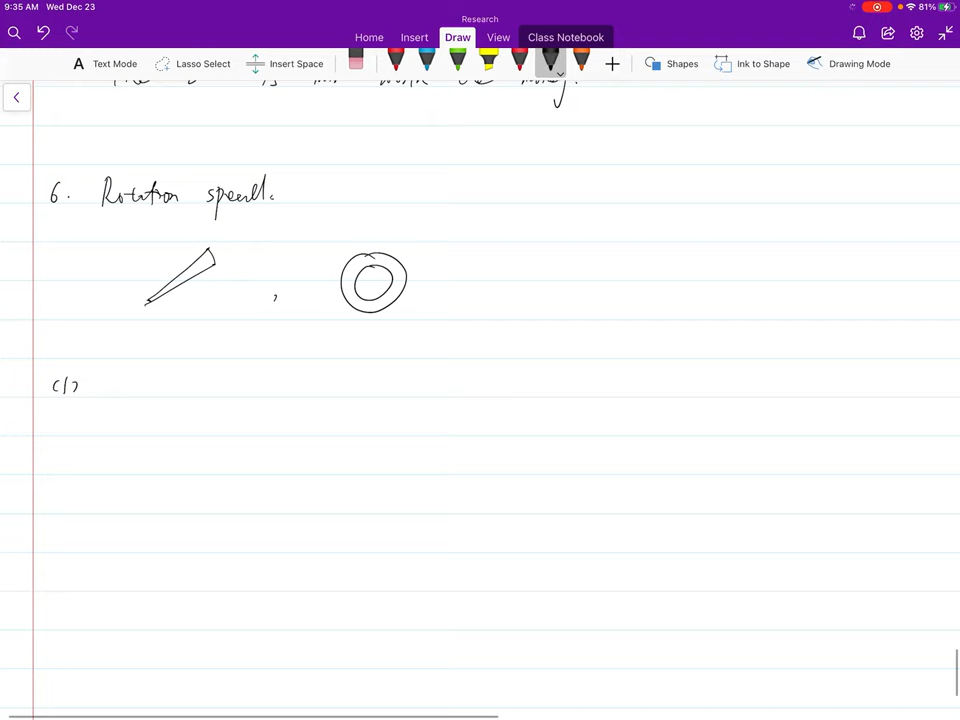 9:35 AM Wed Dec 23
81%
Research
Home Insert Draw View Class Notebook
Text Mode Lasso Select Insert Space Shapes Ink to Shape Drawing Mode
6. Rotation speed.
,
(1)